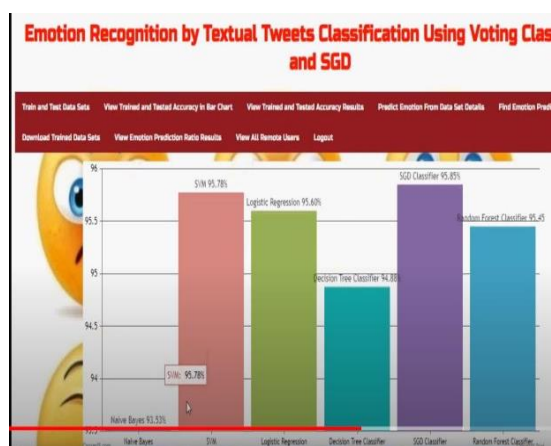 Emotion Recognition by Textual Tweets Classification Using Voting Clas
and SGD
Train and Test Data Sets View Trained and Tested Accuracy in Bar Chart View Trained and Tested Accuracy Results Predict Emotion From Data Set Details Find Emotion Predi
Download Trained Data Sets View Emotion Prediction Ratio Results View All Remote Users Logout
96
SGD Classifier 95.85%
SVM 95.78%
Logistic Regression 95.60%
95.5
Random Forest Classifier 95.45
95
Decision Tree Classifier 94.88%
94.5
SVM: 95.78%
94
Naive Bayes 93.53%
93.5
Naive Bayes SVM Logistic Regression Decision Tree Classifier SGD Classifier Random Forest Classifier